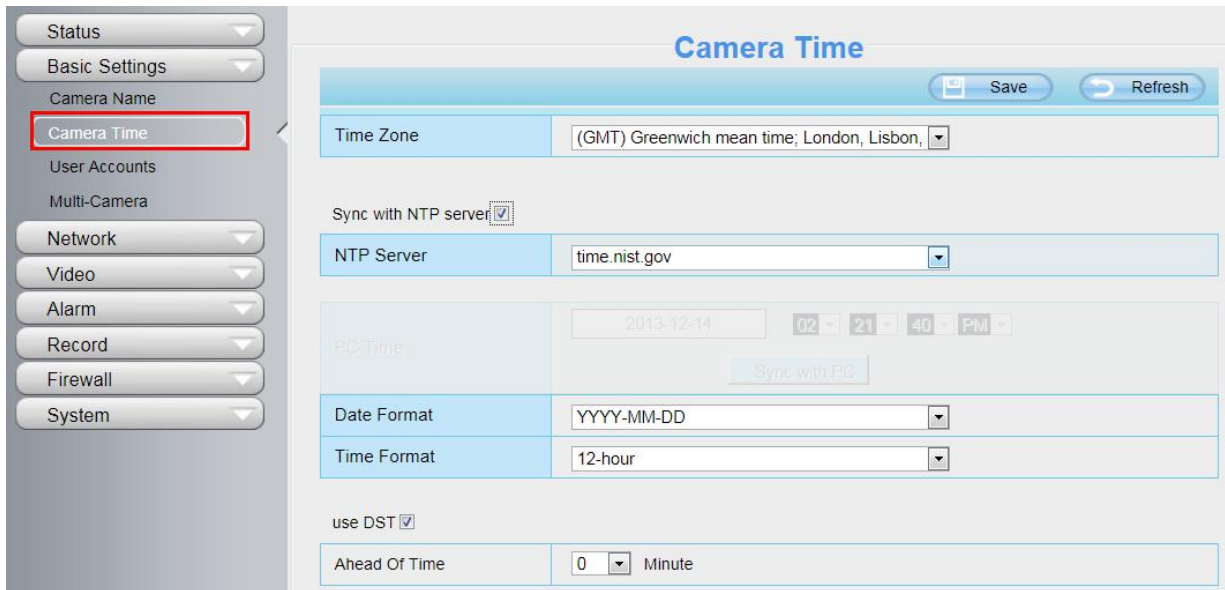 Status
Basic Settings
Camera Name
Camera Time
User Accounts
Multi-Camera
Network
Video
Alarm
Record
Firewall
System
Camera Time
Save
Refresh
Time Zone
(GMT) Greenwich mean time; London, Lisbon,
Sync with NTP server
NTP Server
time.nist.gov
PC Time
2013-12-14
02 21 40 PM
Sync with PC
Date Format
YYYY-MM-DD
Time Format
12-hour
use DST
Ahead Of Time
0 Minute